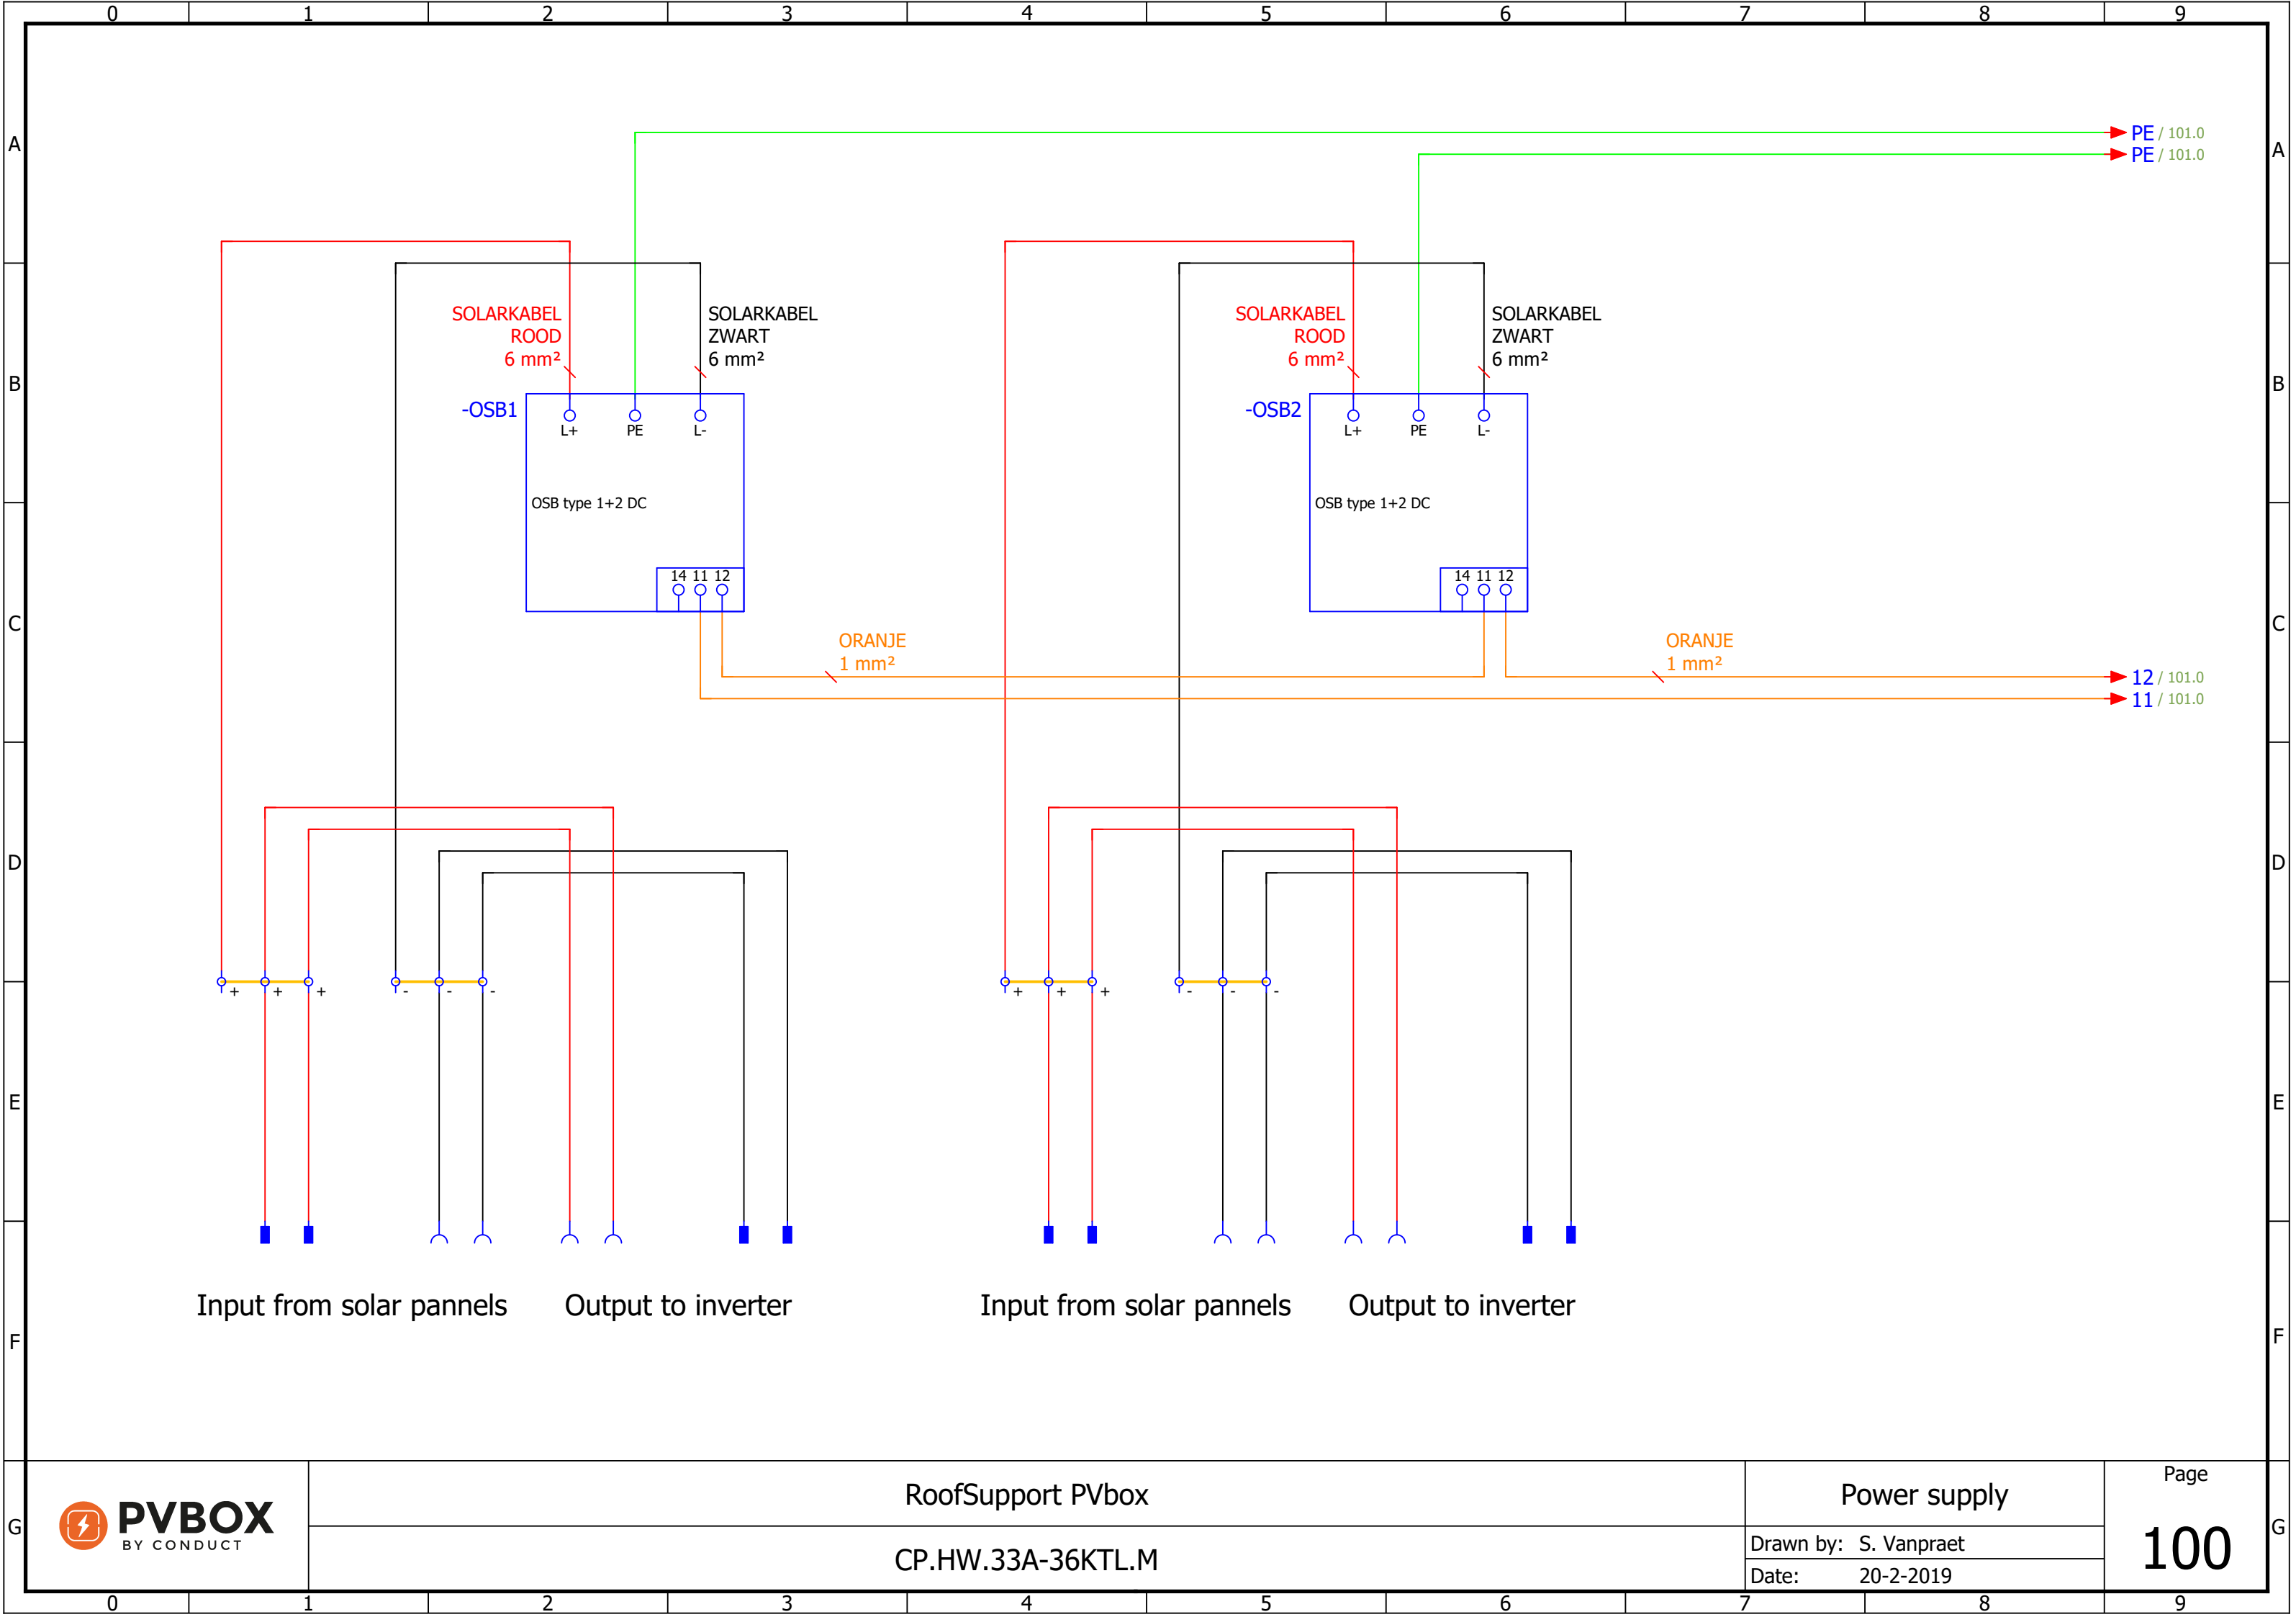 0 1 2 3 4 5 6 7 8 9
A
A
PE / 101.0
PE / 101.0
SOLARKABEL
ROOD
6 mm²
SOLARKABEL
ZWART
6 mm²
SOLARKABEL
ROOD
6 mm²
SOLARKABEL
ZWART
6 mm²
B
B
-OSB1
L+ PE L-
OSB type 1+2 DC
14 11 12
-OSB2
L+ PE L-
OSB type 1+2 DC
14 11 12
C
C
ORANJE
1 mm²
ORANJE
1 mm²
12 / 101.0
11 / 101.0
D
D
+ + + - - - + + + - - -
E
E
Input from solar pannels Output to inverter Input from solar pannels Output to inverter
F
F
G
G
PVBOX
BY CONDUCT
RoofSupport PVbox
CP.HW.33A-36KTL.M
Power supply
Drawn by: S. Vanpraet
Date: 20-2-2019
Page
100
0 1 2 3 4 5 6 7 8 9